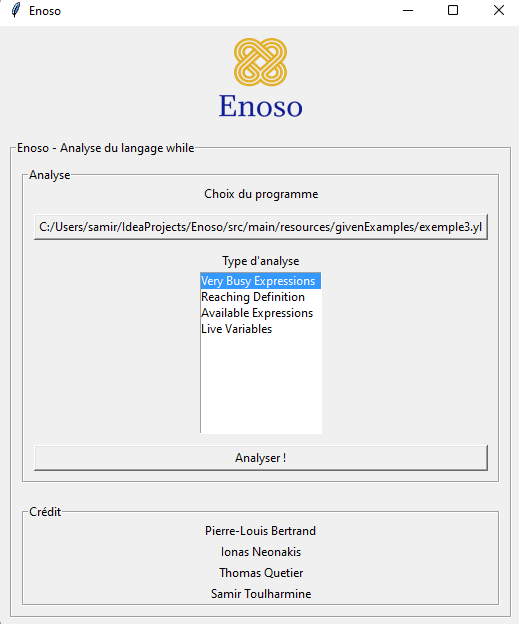 Enoso
Enoso
Enoso - Analyse du langage while
Analyse
Choix du programme
C:/Users/samir/IdeaProjects/Enoso/src/main/resources/givenExamples/exemple3.yl
Type d'analyse
Very Busy Expressions
Reaching Definition
Available Expressions
Live Variables
Analyser !
Crédit
Pierre-Louis Bertrand
Ionas Neonakis
Thomas Quetier
Samir Toulharmine